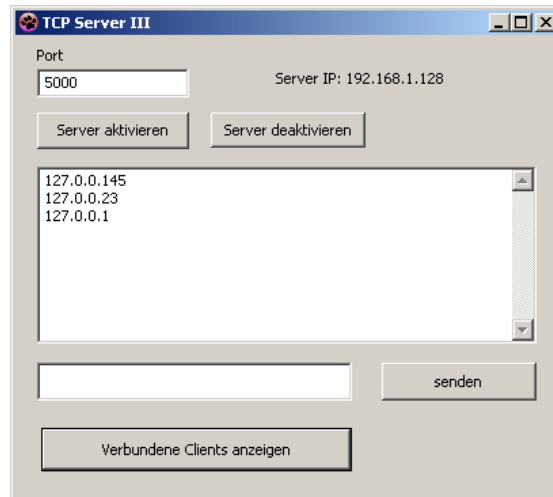 TCP Server III
Port
5000
Server IP: 192.168.1.128
Server aktivieren
Server deaktivieren
127.0.0.145
127.0.0.23
127.0.0.1
senden
Verbundene Clients anzeigen